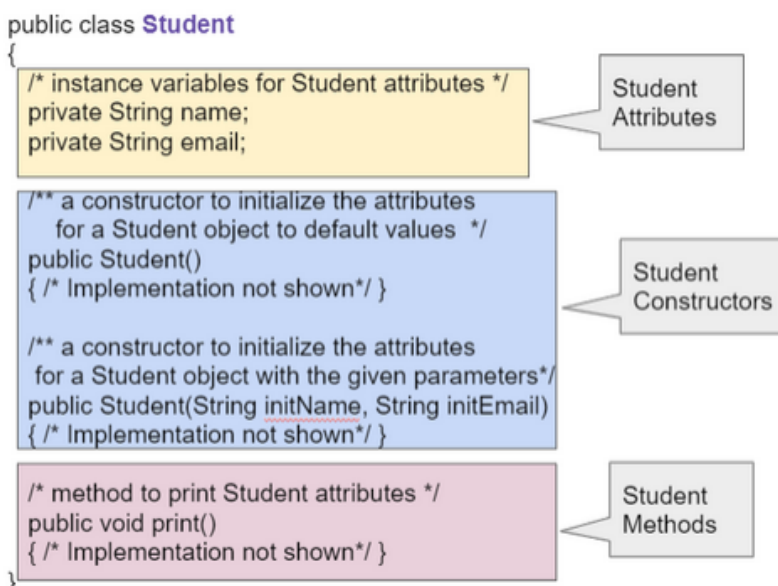 public class Student
{
/* instance variables for Student attributes */
private String name;
private String email;
Student
Attributes
/** a constructor to initialize the attributes
for a Student object to default values */
public Student()
{ /* Implementation not shown*/ }
/** a constructor to initialize the attributes
for a Student object with the given parameters*/
public Student(String initName, String initEmail)
{ /* Implementation not shown*/ }
Student
Constructors
/* method to print Student attributes */
public void print()
{ /* Implementation not shown*/ }
Student
Methods
}